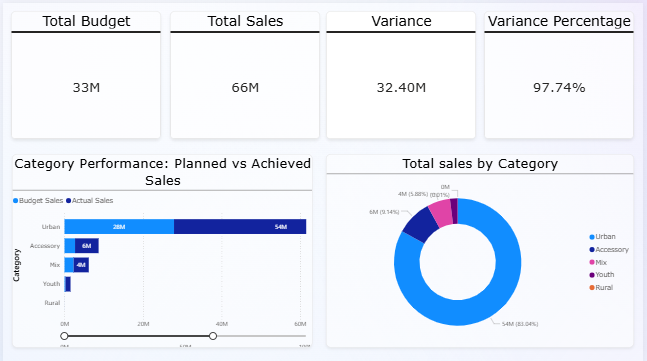 Total Budget
Total Sales
Variance
Variance Percentage
33M
66M
32.40M
97.74%
Category Performance: Planned vs Achieved
Sales
Budget Sales Actual Sales
Category
Urban 28M 54M
Accessory 6M
Mix 4M
Youth
Rural
0M 20M 40M 60M
Total sales by Category
0M
4M (5.88%)
6M (9.14%)
54M (83.04%)
Urban
Accessory
Mix
Youth
Rural